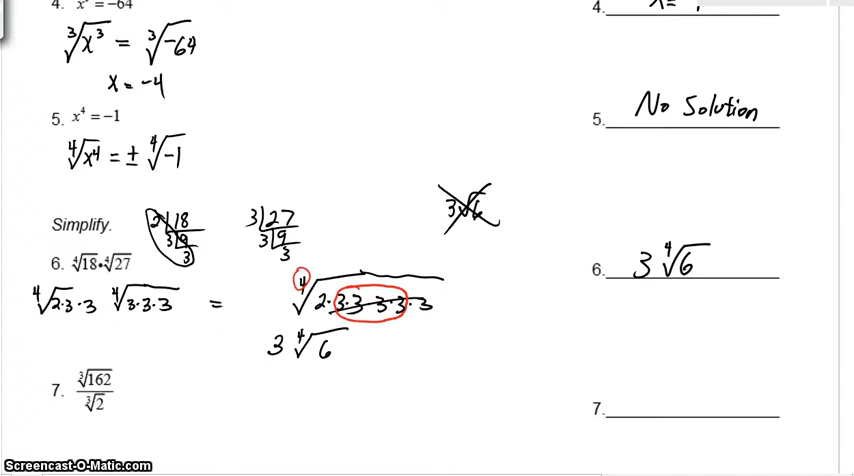 4. x³ = -64
4. x = 
∛x³ = ∛-64
x = -4
5. x⁴ = -1
5. No Solution
⁴√x⁴ = ± ⁴√-1
Simplify.
2 | 18
3 | 9
3
3 | 27
3 | 9
3
3√6
6. ⁴√18 · ⁴√27
6. 3 ⁴√6
⁴√2·3·3 ⁴√3·3·3 = ⁴√2·3·3·3·3·3
3 ⁴√6
7. ∛162 / ∛2
7.
Screencast-O-Matic.com